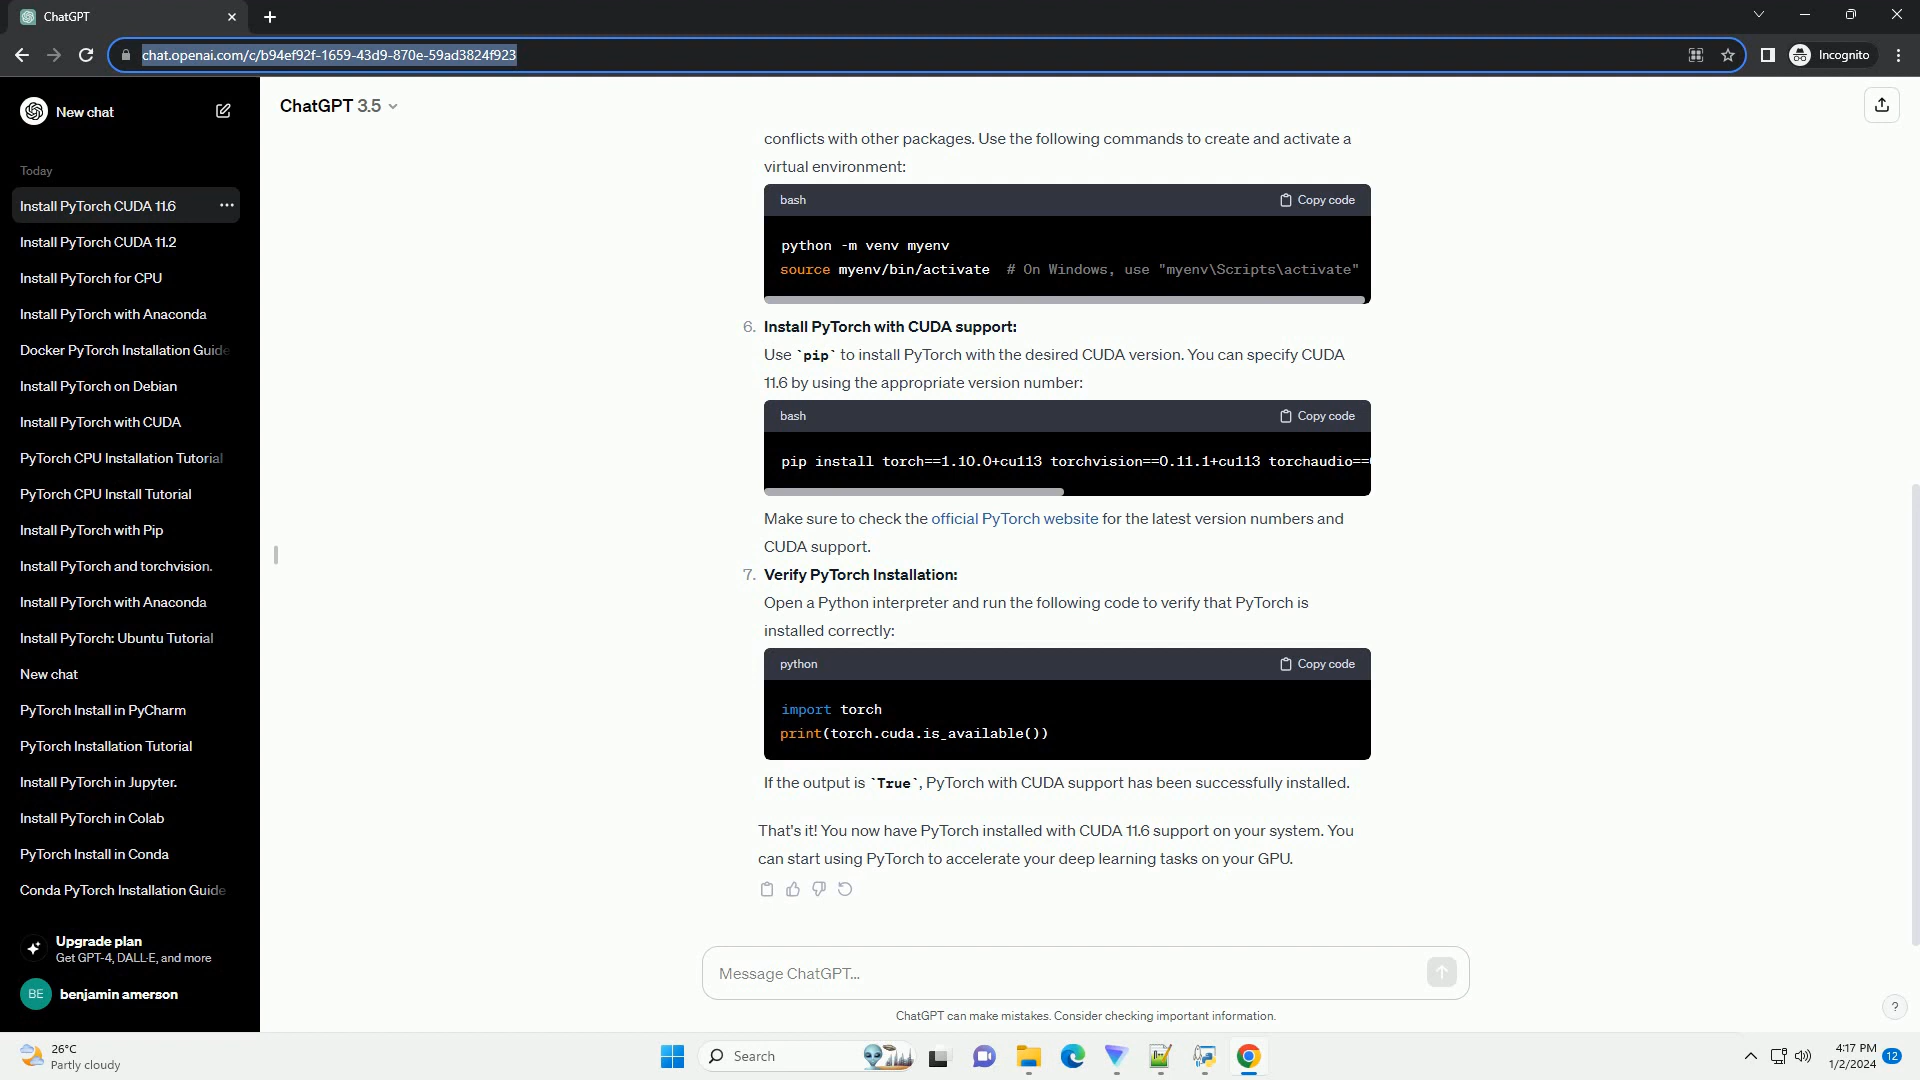 ChatGPT
chat.openai.com/c/b94ef92f-1659-43d9-870e-59ad3824f923
Incognito
New chat
ChatGPT 3.5
Today
Install PyTorch CUDA 11.6
Install PyTorch CUDA 11.2
Install PyTorch for CPU
Install PyTorch with Anaconda
Docker PyTorch Installation Guide
Install PyTorch on Debian
Install PyTorch with CUDA
PyTorch CPU Installation Tutorial
PyTorch CPU Install Tutorial
Install PyTorch with Pip
Install PyTorch and torchvision.
Install PyTorch with Anaconda
Install PyTorch: Ubuntu Tutorial
New chat
PyTorch Install in PyCharm
PyTorch Installation Tutorial
Install PyTorch in Jupyter.
Install PyTorch in Colab
PyTorch Install in Conda
Conda PyTorch Installation Guide
Upgrade plan
Get GPT-4, DALL·E, and more
BE benjamin amerson
conflicts with other packages. Use the following commands to create and activate a
virtual environment:
bash Copy code
python -m venv myenv
source myenv/bin/activate # On Windows, use "myenv\Scripts\activate"
6. Install PyTorch with CUDA support:
Use `pip` to install PyTorch with the desired CUDA version. You can specify CUDA
11.6 by using the appropriate version number:
bash Copy code
pip install torch==1.10.0+cu113 torchvision==0.11.1+cu113 torchaudio==
Make sure to check the official PyTorch website for the latest version numbers and
CUDA support.
7. Verify PyTorch Installation:
Open a Python interpreter and run the following code to verify that PyTorch is
installed correctly:
python Copy code
import torch
print(torch.cuda.is_available())
If the output is `True`, PyTorch with CUDA support has been successfully installed.
That's it! You now have PyTorch installed with CUDA 11.6 support on your system. You
can start using PyTorch to accelerate your deep learning tasks on your GPU.
Message ChatGPT...
ChatGPT can make mistakes. Consider checking important information.
?
26°C
Partly cloudy
Search
4:17 PM
1/2/2024
12